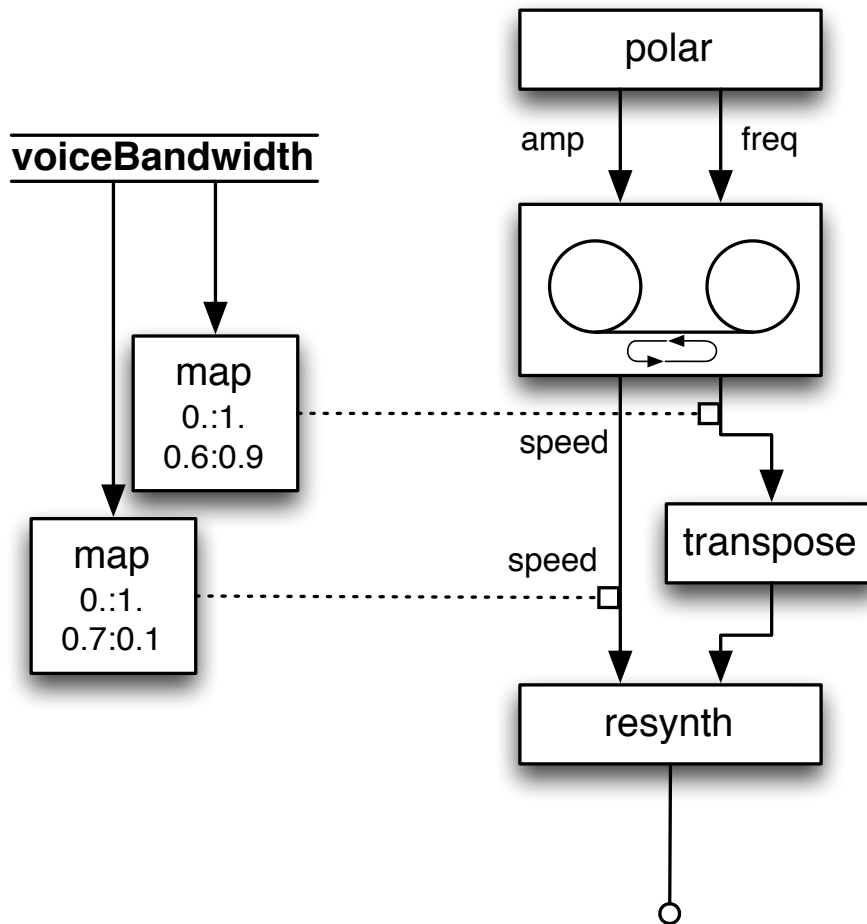 polar
amp
freq
voiceBandwidth
map
0.:1.
0.6:0.9
speed
map
0.:1.
0.7:0.1
speed
transpose
resynth